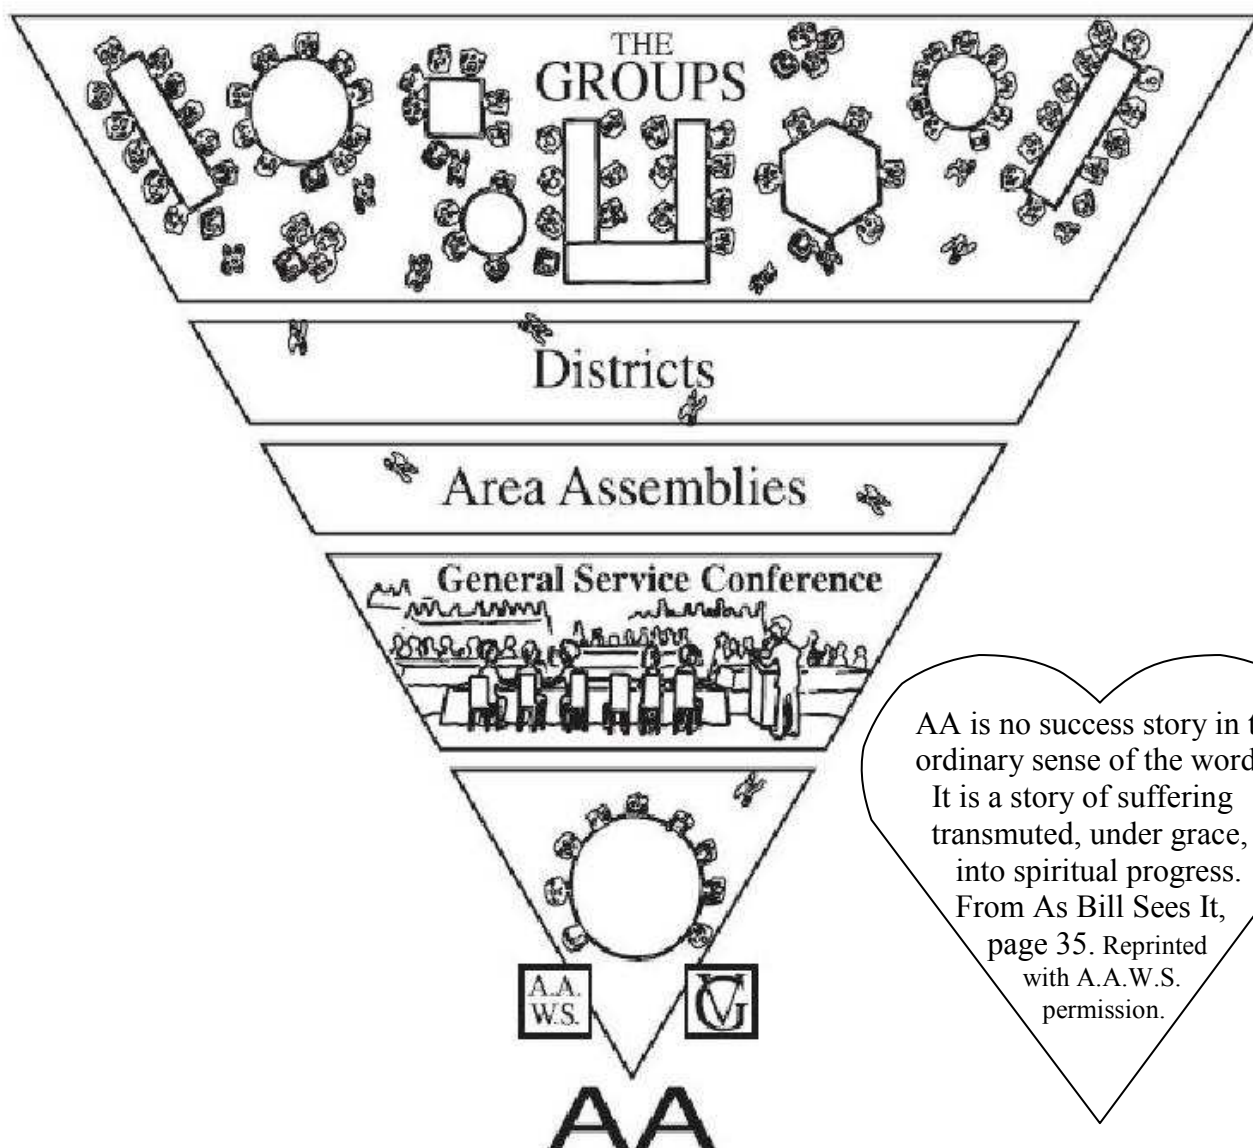 THE
GROUPS
Districts
Area Assemblies
General Service Conference
AA is no success story in t
ordinary sense of the word
It is a story of suffering
transmuted, under grace,
into spiritual progress.
From As Bill Sees It,
page 35. Reprinted
with A.A.W.S.
permission.
A.A.
W.S.
GV
AA